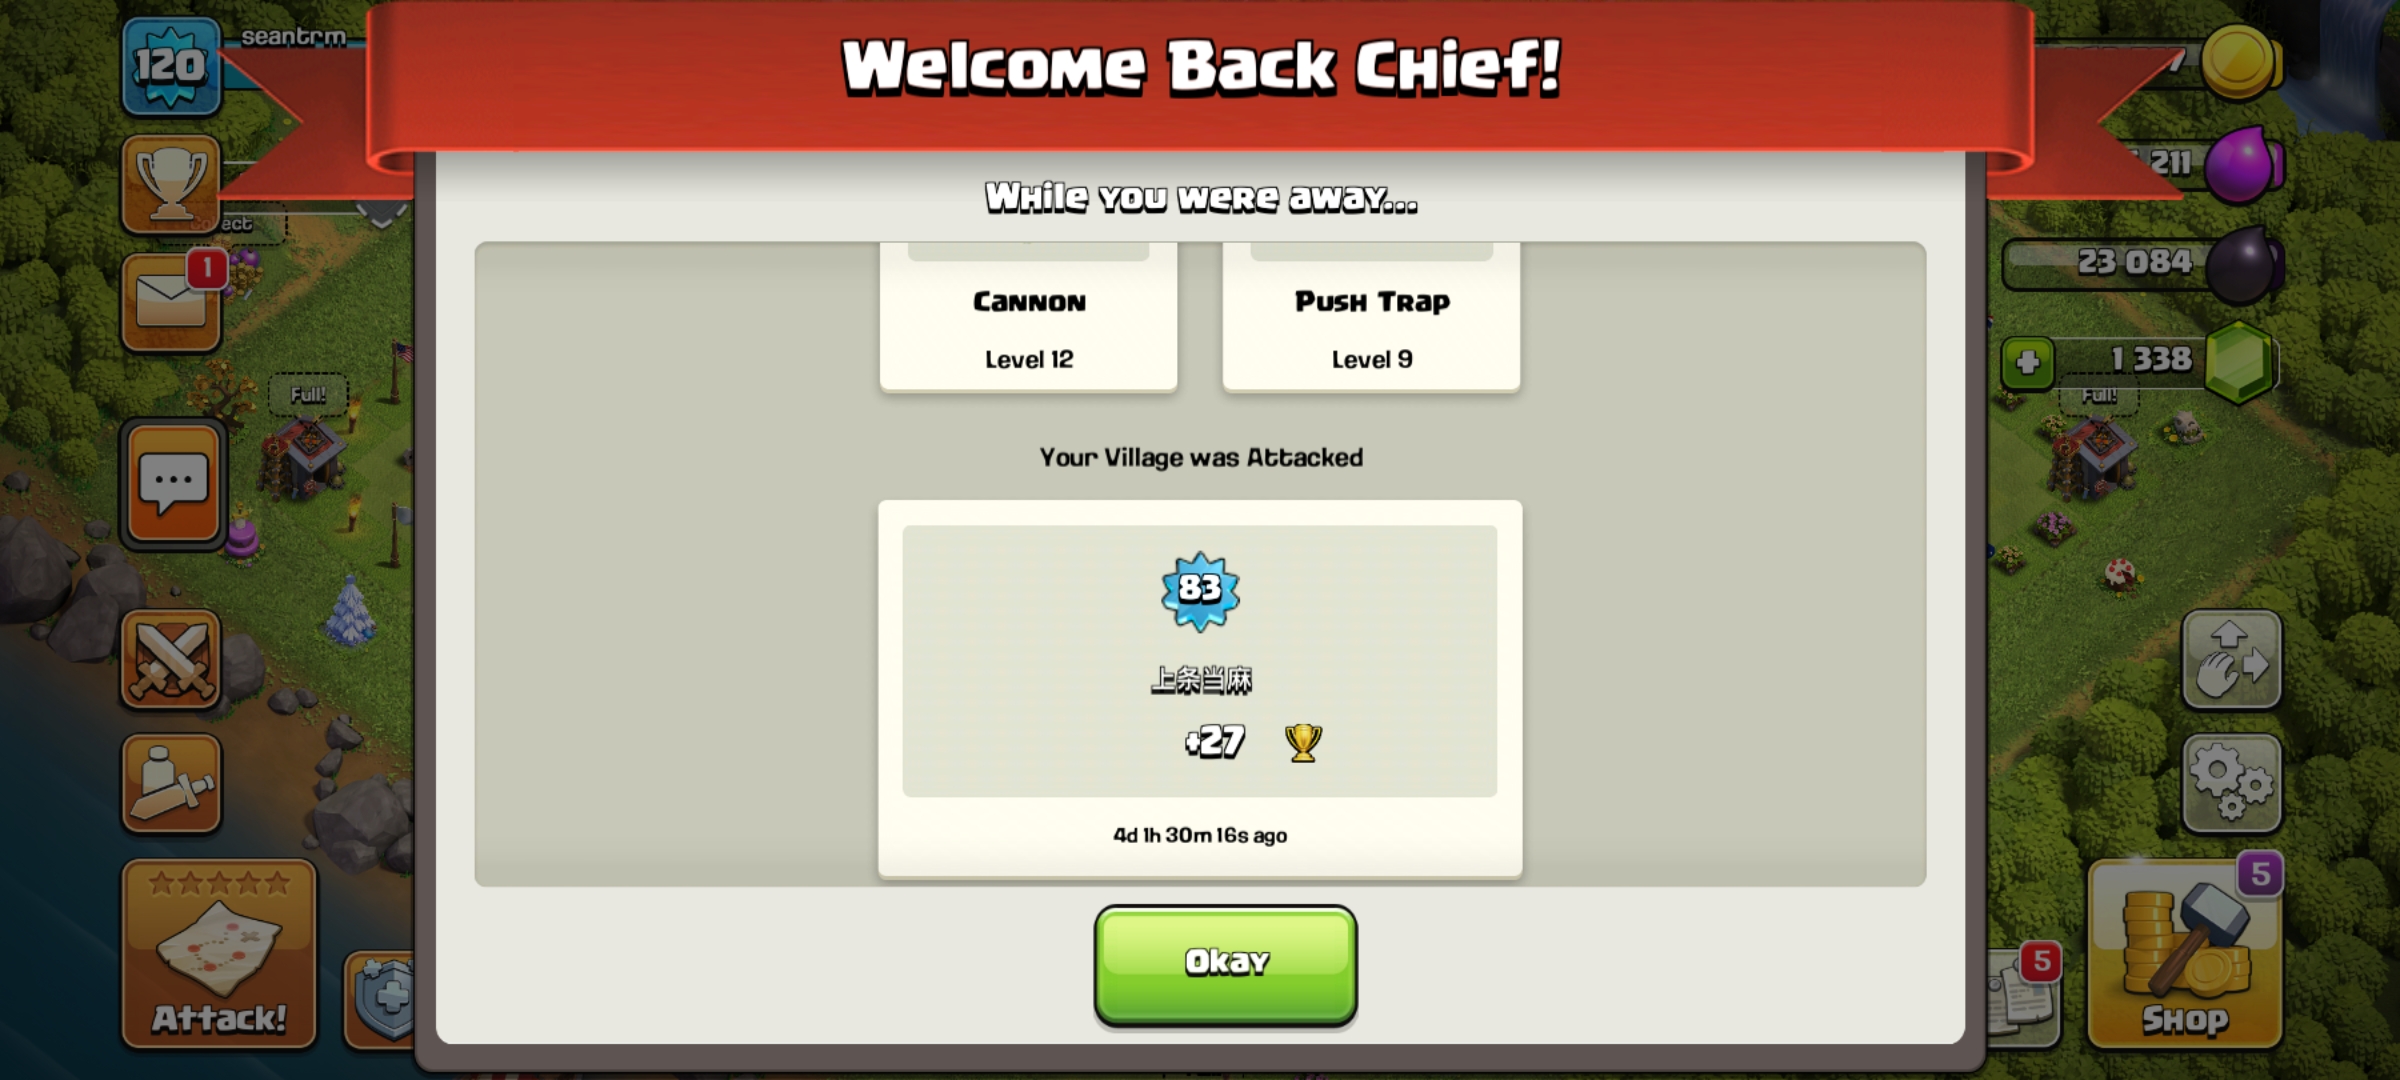 120
seantrm
Welcome Back Chief!
While you were away...
211
1
23 084
Cannon
Push Trap
Level 12
Level 9
1 338
Full!
Full!
Your Village was Attacked
83
上条当麻
+27
4d 1h 30m 16s ago
5
Okay
5
Attack!
Shop